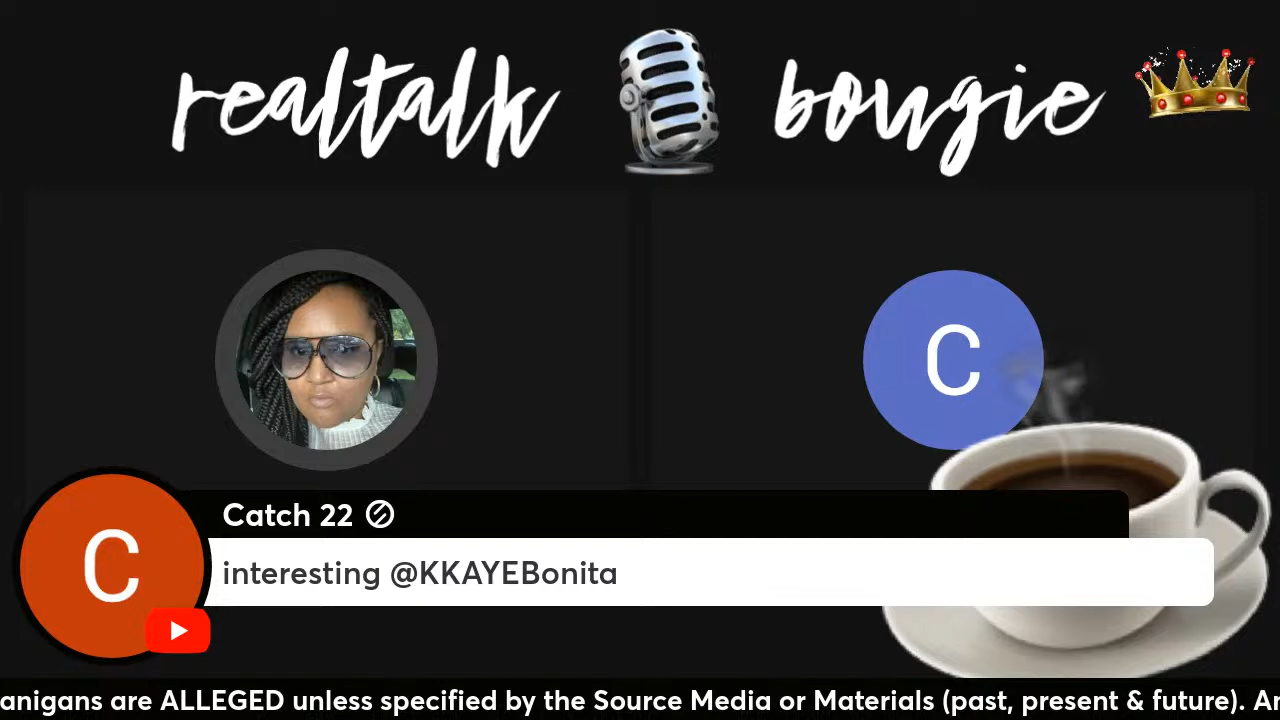 realtalk bougie
C
Catch 22
C
interesting @KKAYEBonita
anigans are ALLEGED unless specified by the Source Media or Materials (past, present & future). Ar